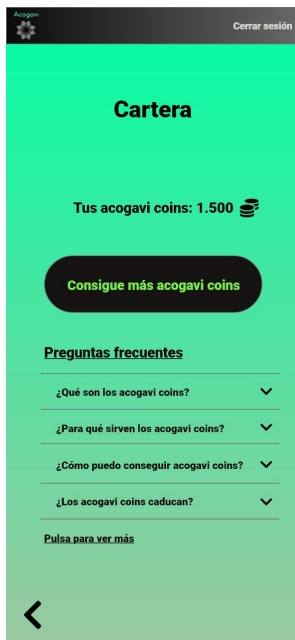 Acogavi
Cerrar sesión
Cartera
Tus acogavi coins: 1.500
Consigue más acogavi coins
Preguntas frecuentes
¿Qué son los acogavi coins?
¿Para qué sirven los acogavi coins?
¿Cómo puedo conseguir acogavi coins?
¿Los acogavi coins caducan?
Pulsa para ver más